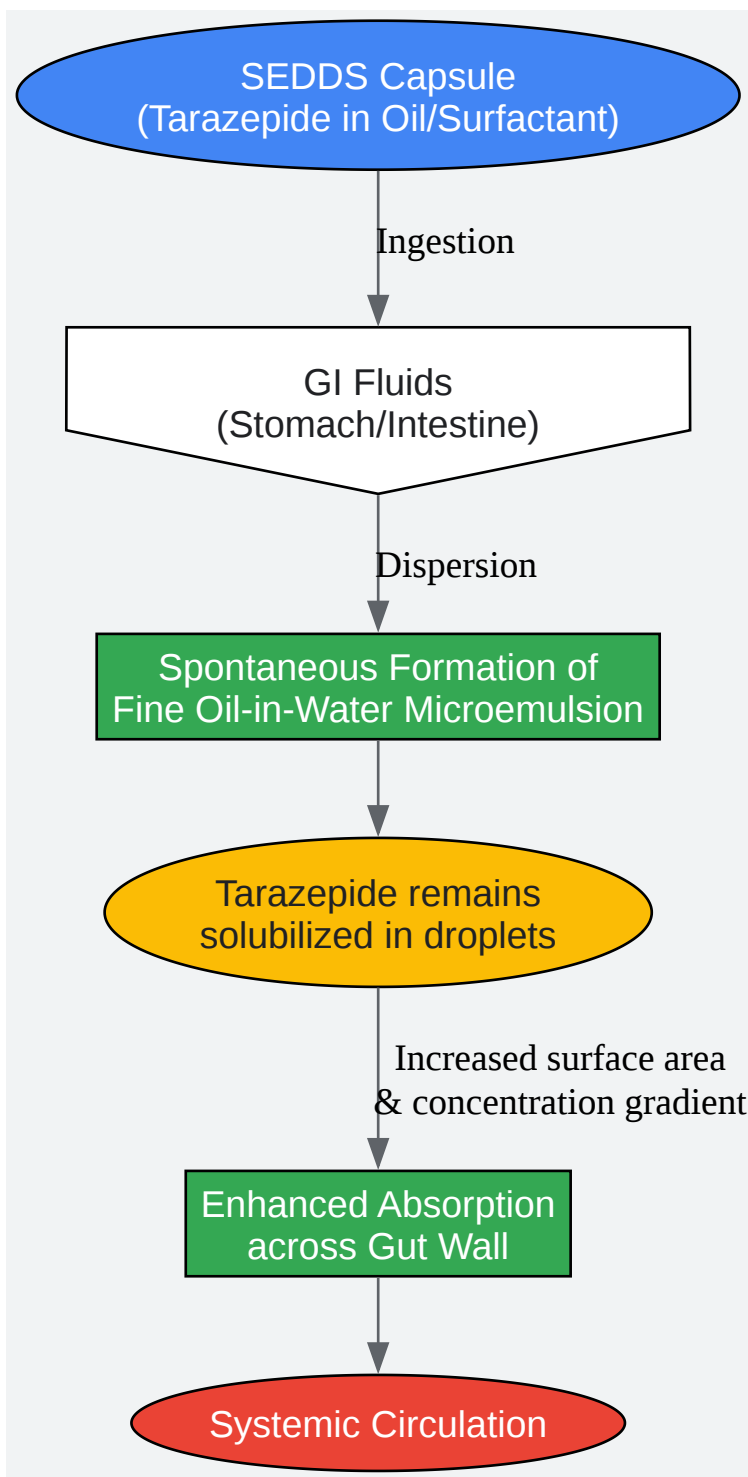 SEDDS Capsule
(Tarazepide in Oil/Surfactant)
Ingestion
GI Fluids
(Stomach/Intestine)
Dispersion
Spontaneous Formation of
Fine Oil-in-Water Microemulsion
Tarazepide remains
solubilized in droplets
Increased surface area
& concentration gradient
Enhanced Absorption
across Gut Wall
Systemic Circulation